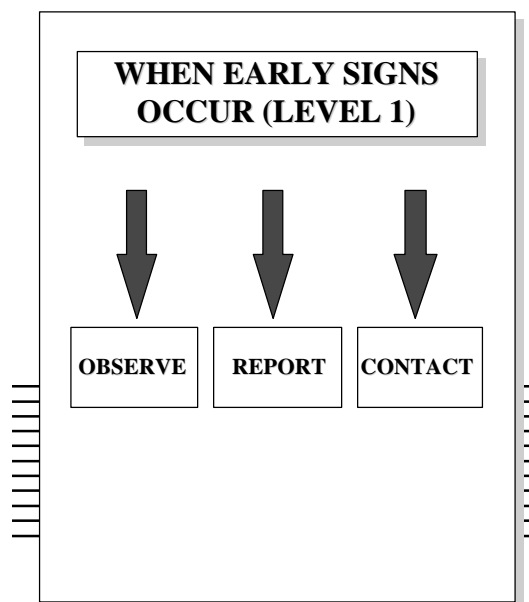 WHEN EARLY SIGNS
OCCUR (LEVEL 1)
OBSERVE REPORT CONTACT